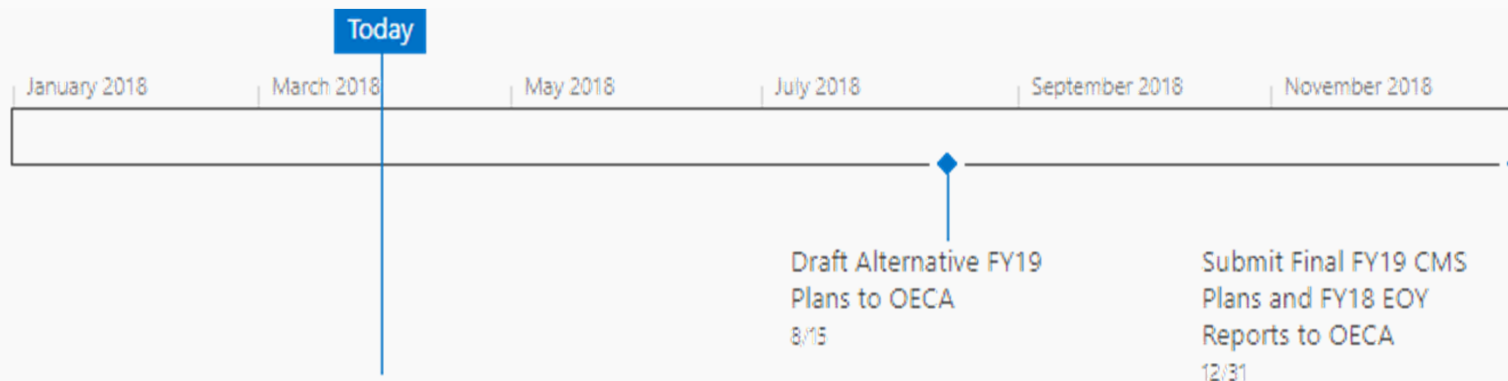 Today
January 2018
March 2018
May 2018
July 2018
September 2018
November 2018
Draft Alternative FY19
Plans to OECA
8/15
Submit Final FY19 CMS
Plans and FY18 EOY
Reports to OECA
12/31